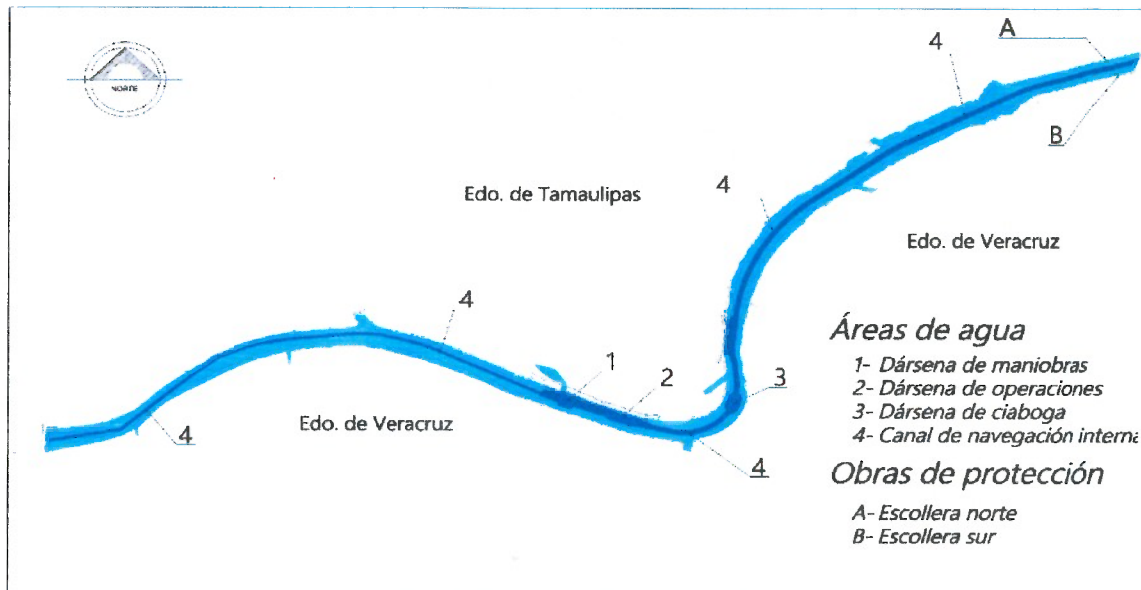 NORTE
4
A
B
4
Edo. de Tamaulipas
Edo. de Veracruz
4
1
2
3
4
Edo. de Veracruz
4
Áreas de agua
1- Dársena de maniobras
2- Dársena de operaciones
3- Dársena de ciaboga
4- Canal de navegación interna
Obras de protección
A- Escollera norte
B- Escollera sur